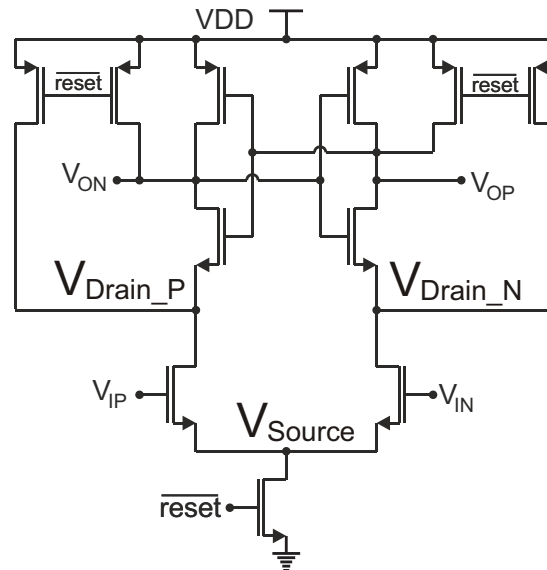 VDD
reset reset
V_ON V_OP
V_Drain_P V_Drain_N
V_IP V_IN
V_Source
reset